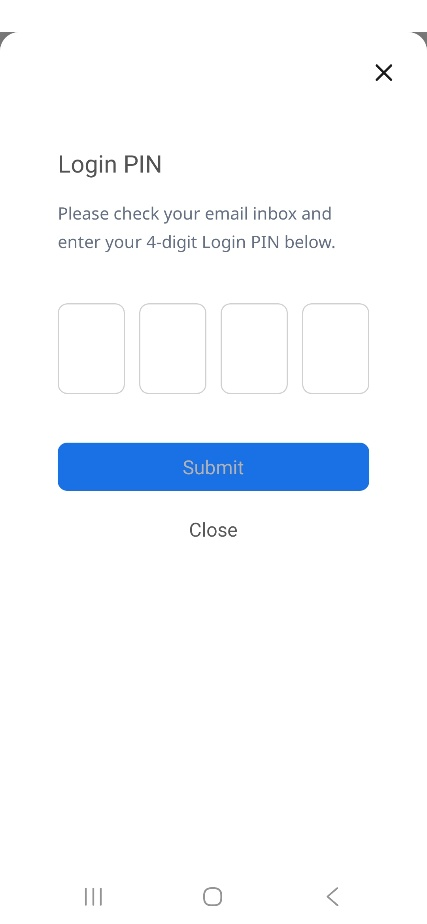 Login PIN
Please check your email inbox and
enter your 4-digit Login PIN below.
Submit
Close